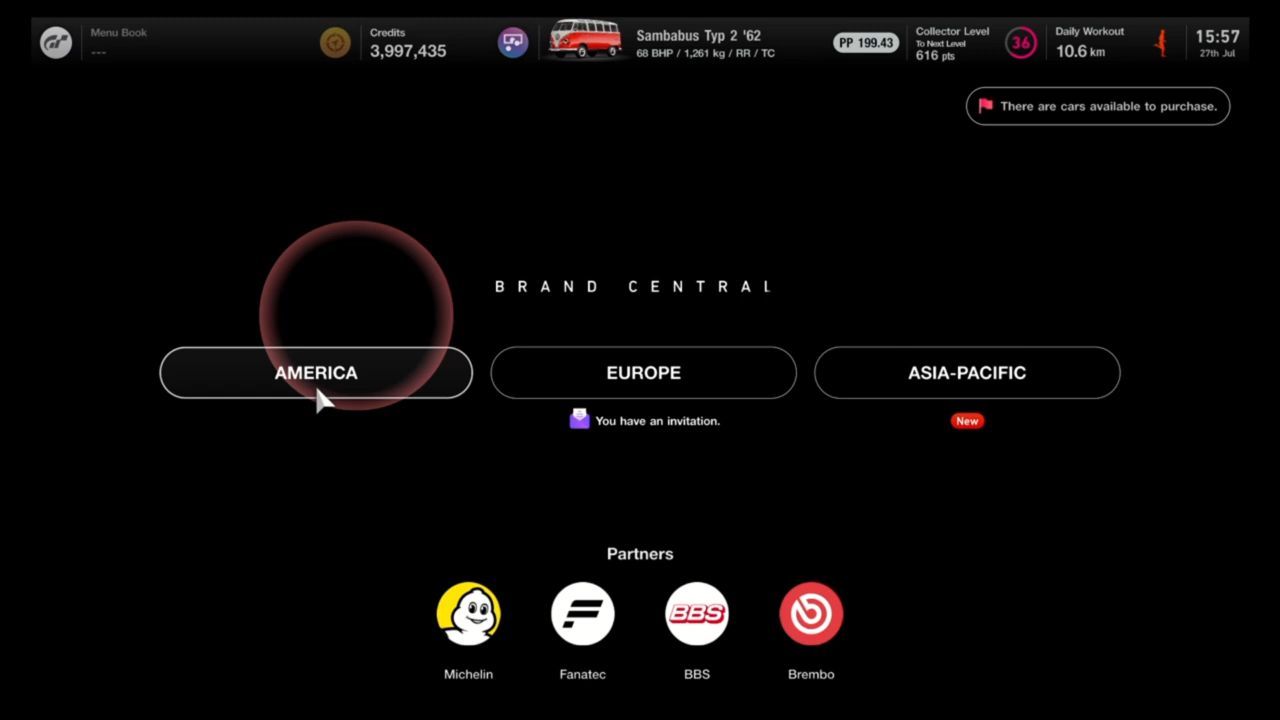 Menu Book
---
Credits
3,997,435
Sambabus Typ 2 '62
68 BHP / 1,261 kg / RR / TC
PP 199.43
Collector Level
To Next Level
616 pts
36
Daily Workout
10.6 km
15:57
27th Jul
There are cars available to purchase.
BRAND CENTRAL
AMERICA
EUROPE
ASIA-PACIFIC
You have an invitation.
New
Partners
BBS
Michelin
Fanatec
BBS
Brembo